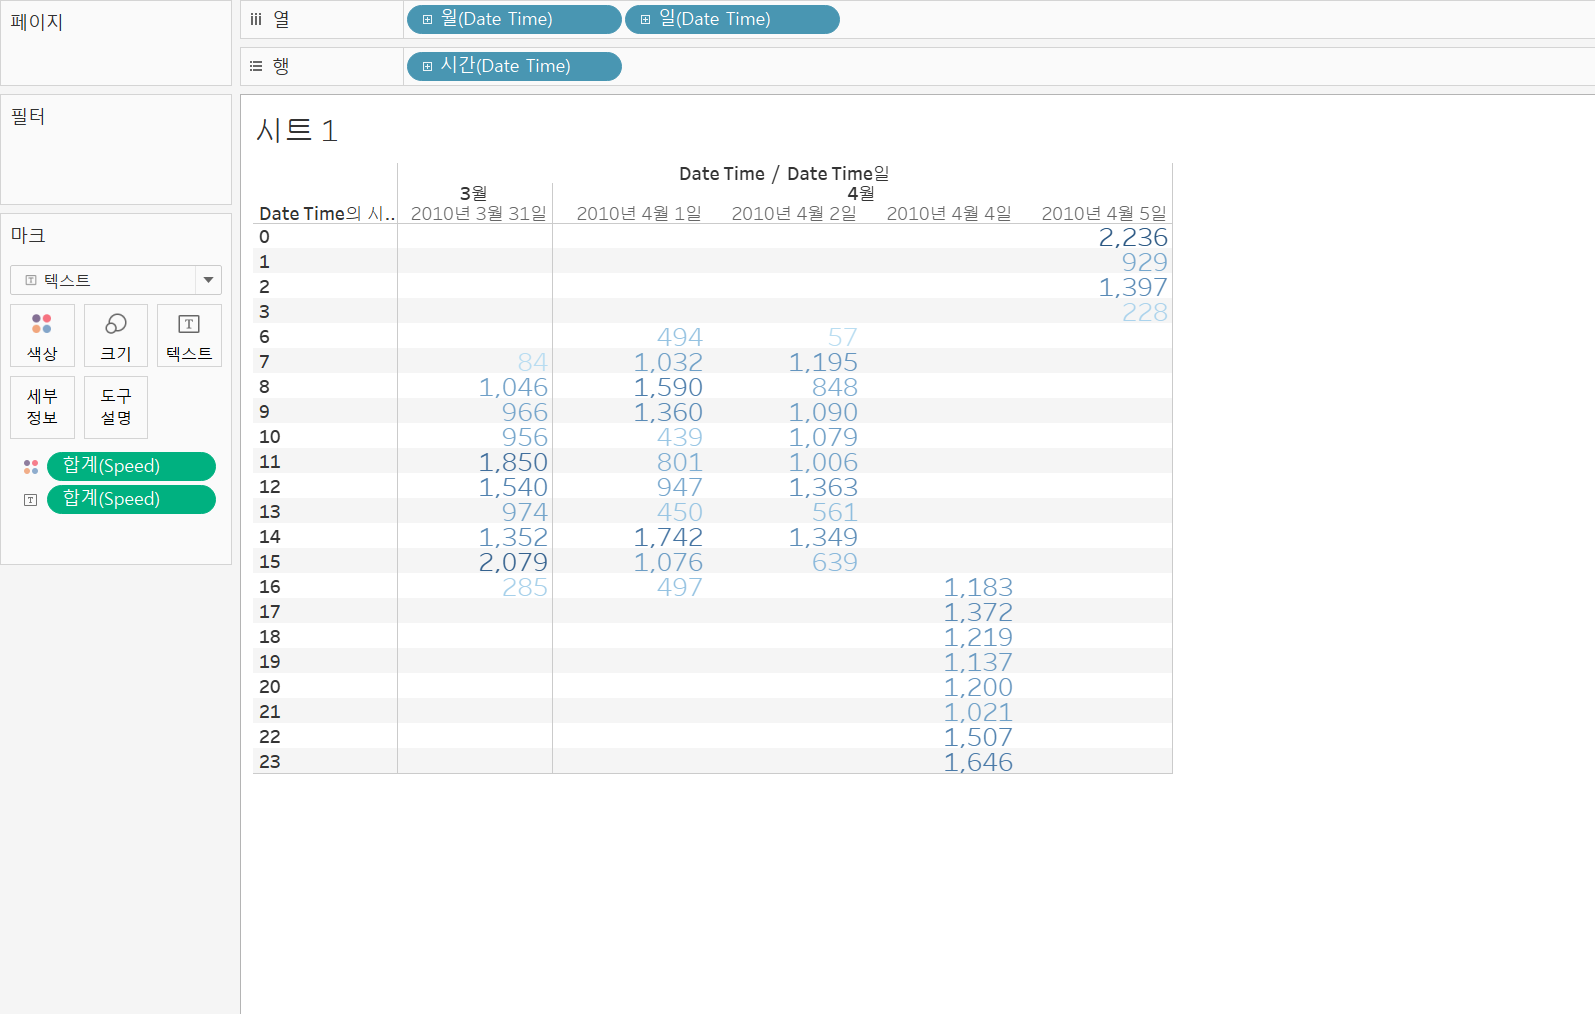 페이지
iii 열 월(Date Time) 일(Date Time)
행 시간(Date Time)
필터
시트 1
마크
텍스트
색상 크기 텍스트
세부 정보
도구 설명
합계(Speed)
합계(Speed)
Date Time / Date Time일
3월 4월
Date Time의 시.. 2010년 3월 31일 2010년 4월 1일 2010년 4월 2일 2010년 4월 4일 2010년 4월 5일
0 2,236
1 929
2 1,397
3 228
6 494 57
7 84 1,032 1,195
8 1,046 1,590 848
9 966 1,360 1,090
10 956 439 1,079
11 1,850 801 1,006
12 1,540 947 1,363
13 974 450 561
14 1,352 1,742 1,349
15 2,079 1,076 639
16 285 497 1,183
17 1,372
18 1,219
19 1,137
20 1,200
21 1,021
22 1,507
23 1,646